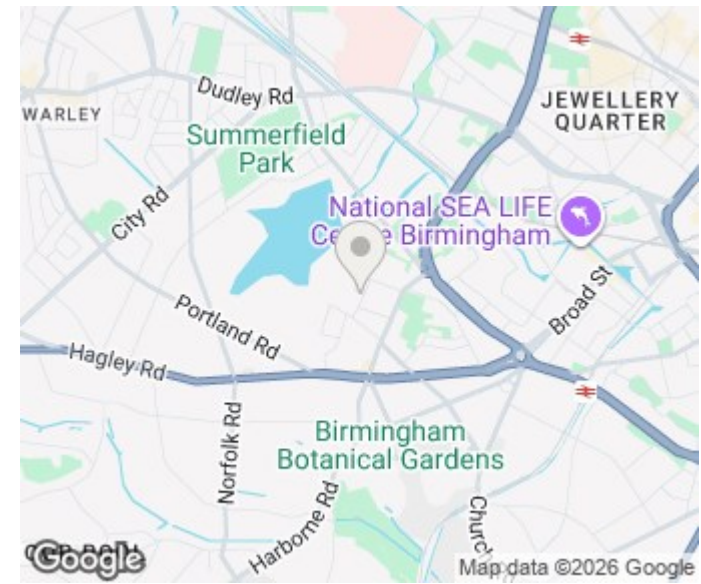 Dudley Rd
JEWELLERY
QUARTER
WARLEY
Summerfield
Park
City Rd
National SEA LIFE
Centre Birmingham
Broad St
Portland Rd
Hagley Rd
Norfolk Rd
Birmingham
Botanical Gardens
Harborne Rd
Church
Google
Map data ©2026 Google